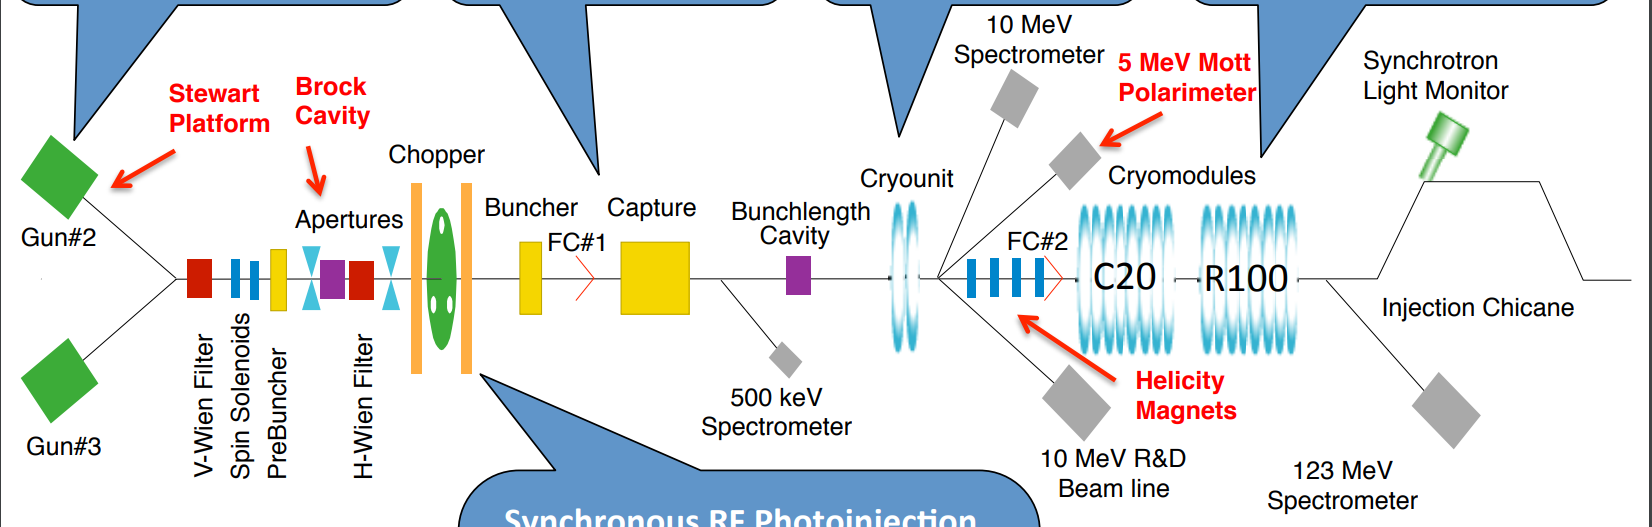 10 MeV
Spectrometer
5 MeV Mott
Polarimeter
Synchrotron
Light Monitor
Stewart
Platform
Brock
Cavity
Chopper
Cryounit
Cryomodules
Gun#2
Apertures
Buncher
FC#1
Capture
Bunchlength
Cavity
FC#2
C20
R100
Injection Chicane
V-Wien Filter
Spin Solenoids
PreBuncher
H-Wien Filter
500 keV
Spectrometer
Helicity
Magnets
Gun#3
10 MeV R&D
Beam line
123 MeV
Spectrometer
Synchronous RF Photoinjection